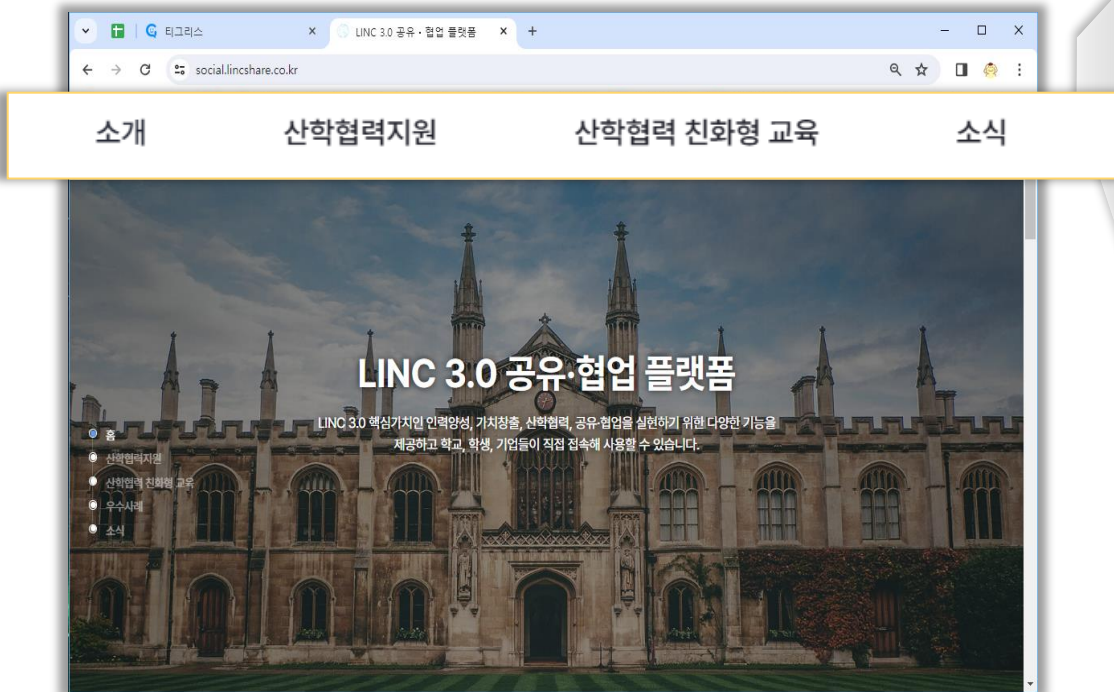 티그리스
LINC 3.0 공유・협업 플랫폼
social.lincshare.co.kr
소개 산학협력지원 산학협력 친화형 교육 소식
LINC 3.0 공유·협업 플랫폼
LINC 3.0 핵심가치인 인력양성, 가치창출, 산학협력, 공유·협업을 실현하기 위한 다양한 기능을
제공하고 학교, 학생, 기업들이 직접 접속해 사용할 수 있습니다.
홈
산학협력지원
산학협력 친화형 교육
우수사례
소식